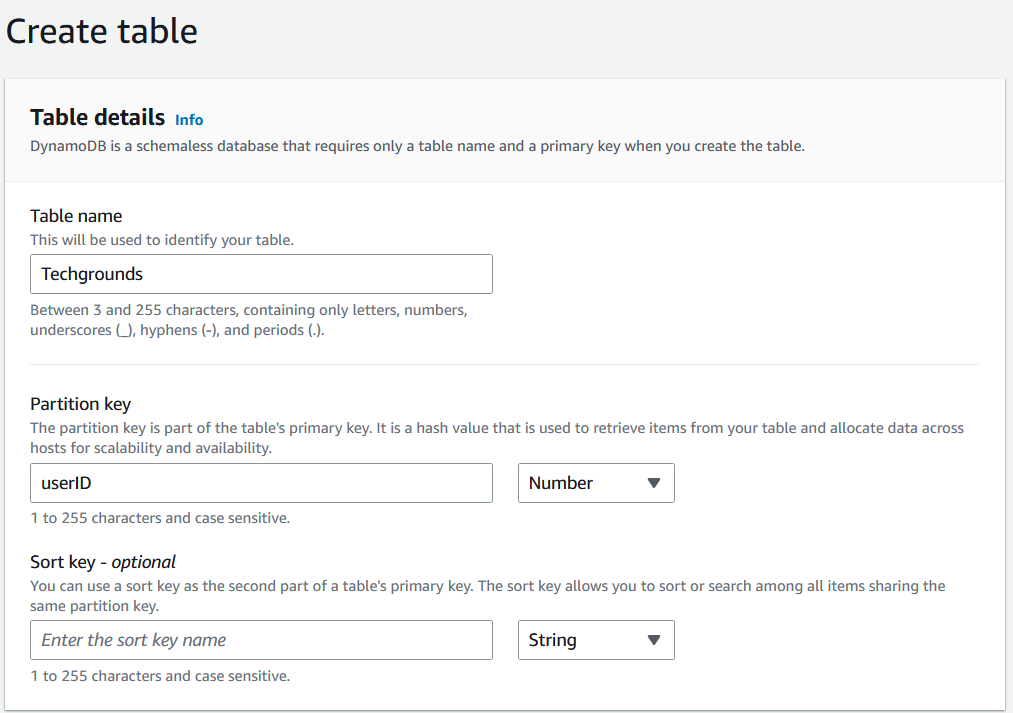 Create table
Table details Info
DynamoDB is a schemaless database that requires only a table name and a primary key when you create the table.
Table name
This will be used to identify your table.
Techgrounds
Between 3 and 255 characters, containing only letters, numbers,
underscores (_), hyphens (-), and periods (.).
Partition key
The partition key is part of the table's primary key. It is a hash value that is used to retrieve items from your table and allocate data across
hosts for scalability and availability.
userID Number
1 to 255 characters and case sensitive.
Sort key - optional
You can use a sort key as the second part of a table's primary key. The sort key allows you to sort or search among all items sharing the
same partition key.
Enter the sort key name String
1 to 255 characters and case sensitive.